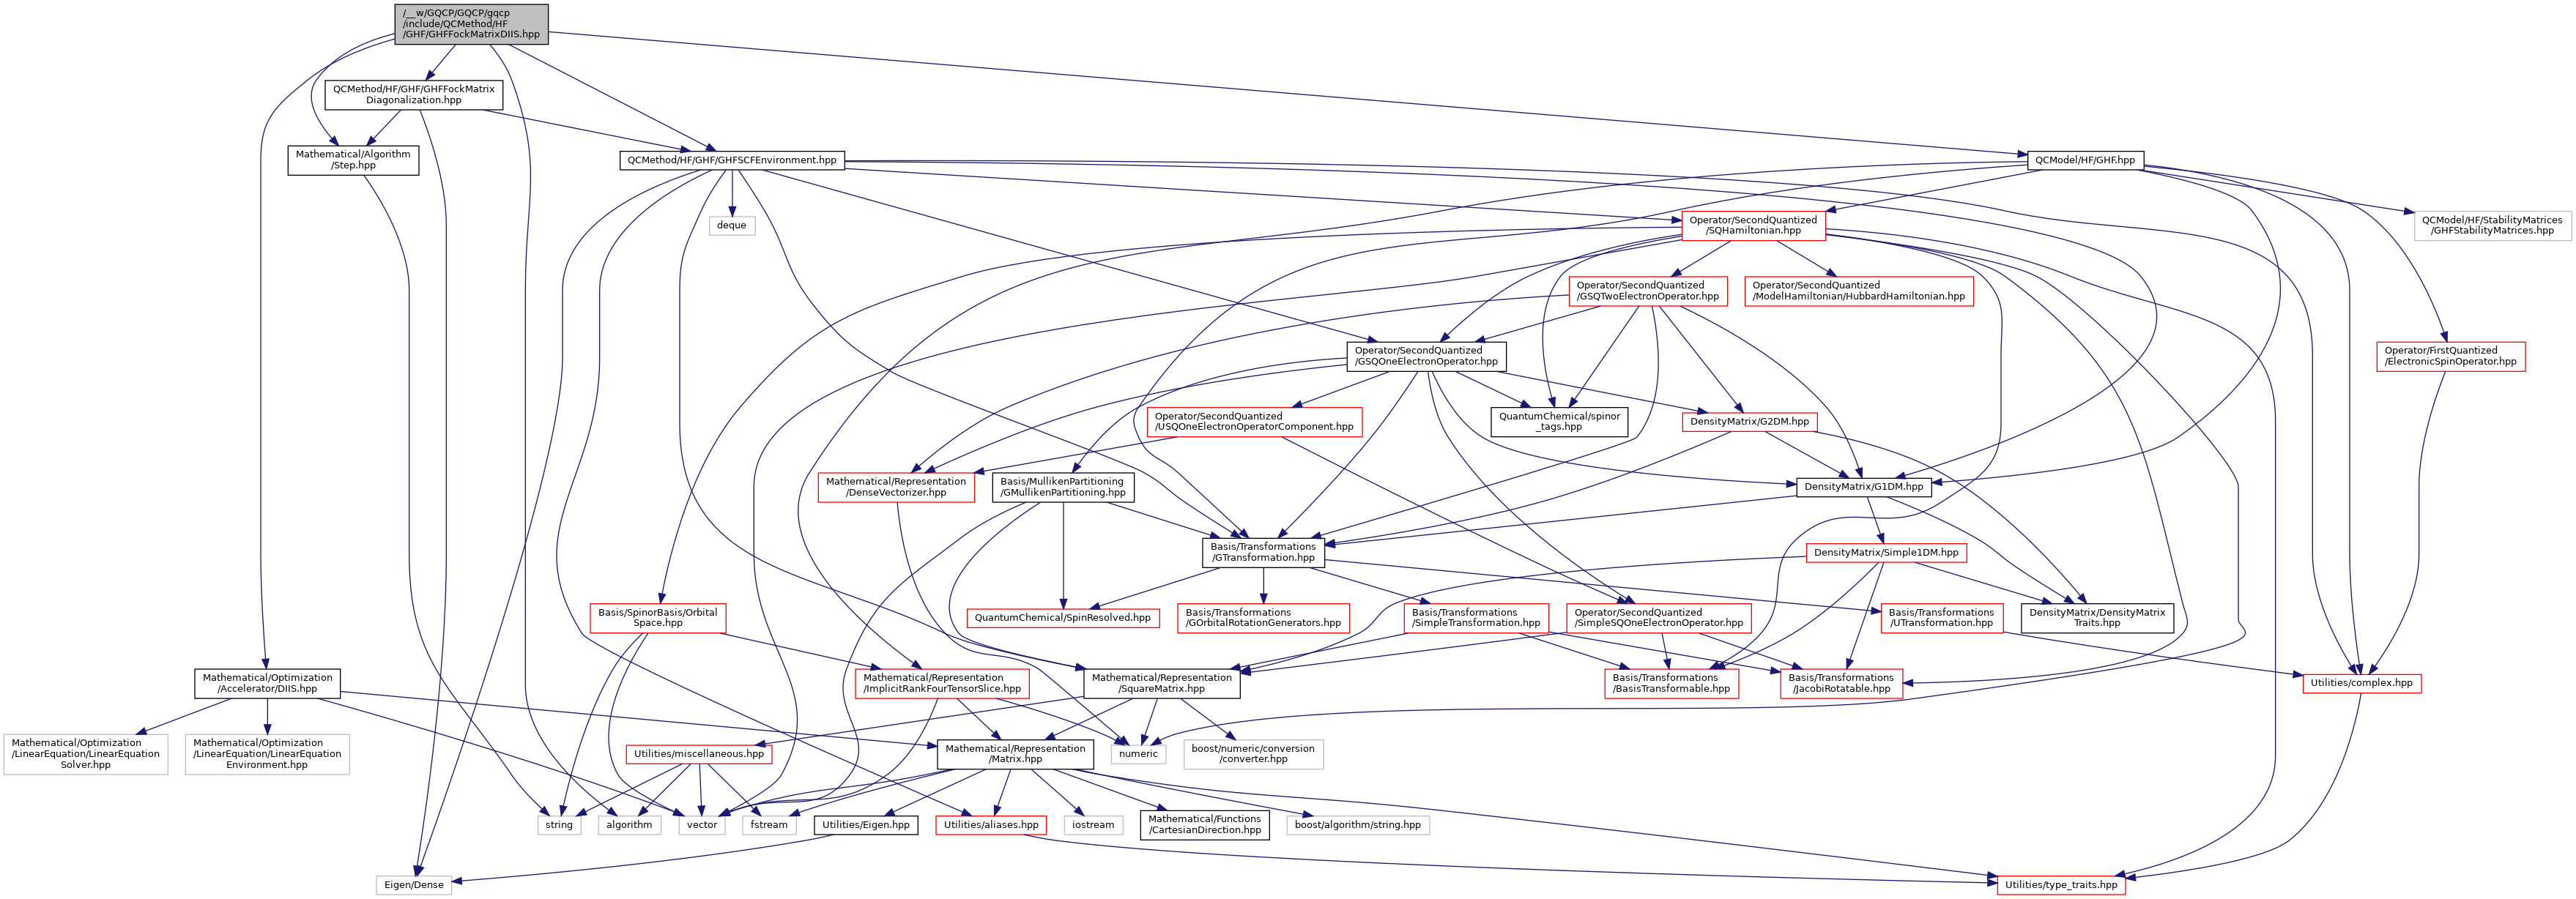 /__w/GQCP/GQCP/gqcp
/include/QCMethod/HF
/GHF/GHFFockMatrixDIIS.hpp
QCMethod/HF/GHF/GHFFockMatrix
Diagonalization.hpp
Mathematical/Algorithm
/Step.hpp
QCMethod/HF/GHF/GHFSCFEnvironment.hpp
QCModel/HF/GHF.hpp
deque
Operator/SecondQuantized
/SQHamiltonian.hpp
QCModel/HF/StabilityMatrices
/GHFStabilityMatrices.hpp
Operator/SecondQuantized
/GSQTwoElectronOperator.hpp
Operator/SecondQuantized
/ModelHamiltonian/HubbardHamiltonian.hpp
Operator/SecondQuantized
/GSQOneElectronOperator.hpp
Operator/FirstQuantized
/ElectronicSpinOperator.hpp
Operator/SecondQuantized
/USQOneElectronOperatorComponent.hpp
QuantumChemical/spinor
_tags.hpp
DensityMatrix/G2DM.hpp
Mathematical/Representation
/DenseVectorizer.hpp
Basis/MullikenPartitioning
/GMullikenPartitioning.hpp
DensityMatrix/G1DM.hpp
Basis/Transformations
/GTransformation.hpp
DensityMatrix/Simple1DM.hpp
Basis/SpinorBasis/Orbital
Space.hpp
QuantumChemical/SpinResolved.hpp
Basis/Transformations
/GOrbitalRotationGenerators.hpp
Basis/Transformations
/SimpleTransformation.hpp
Operator/SecondQuantized
/SimpleSQOneElectronOperator.hpp
Basis/Transformations
/UTransformation.hpp
DensityMatrix/DensityMatrix
Traits.hpp
Mathematical/Optimization
/Accelerator/DIIS.hpp
Mathematical/Representation
/ImplicitRankFourTensorSlice.hpp
Mathematical/Representation
/SquareMatrix.hpp
Basis/Transformations
/BasisTransformable.hpp
Basis/Transformations
/JacobiRotatable.hpp
Utilities/complex.hpp
Mathematical/Optimization
/LinearEquation/LinearEquation
Solver.hpp
Mathematical/Optimization
/LinearEquation/LinearEquation
Environment.hpp
Utilities/miscellaneous.hpp
Mathematical/Representation
/Matrix.hpp
numeric
boost/numeric/conversion
/converter.hpp
string
algorithm
vector
fstream
Utilities/Eigen.hpp
Utilities/aliases.hpp
iostream
Mathematical/Functions
/CartesianDirection.hpp
boost/algorithm/string.hpp
Eigen/Dense
Utilities/type_traits.hpp